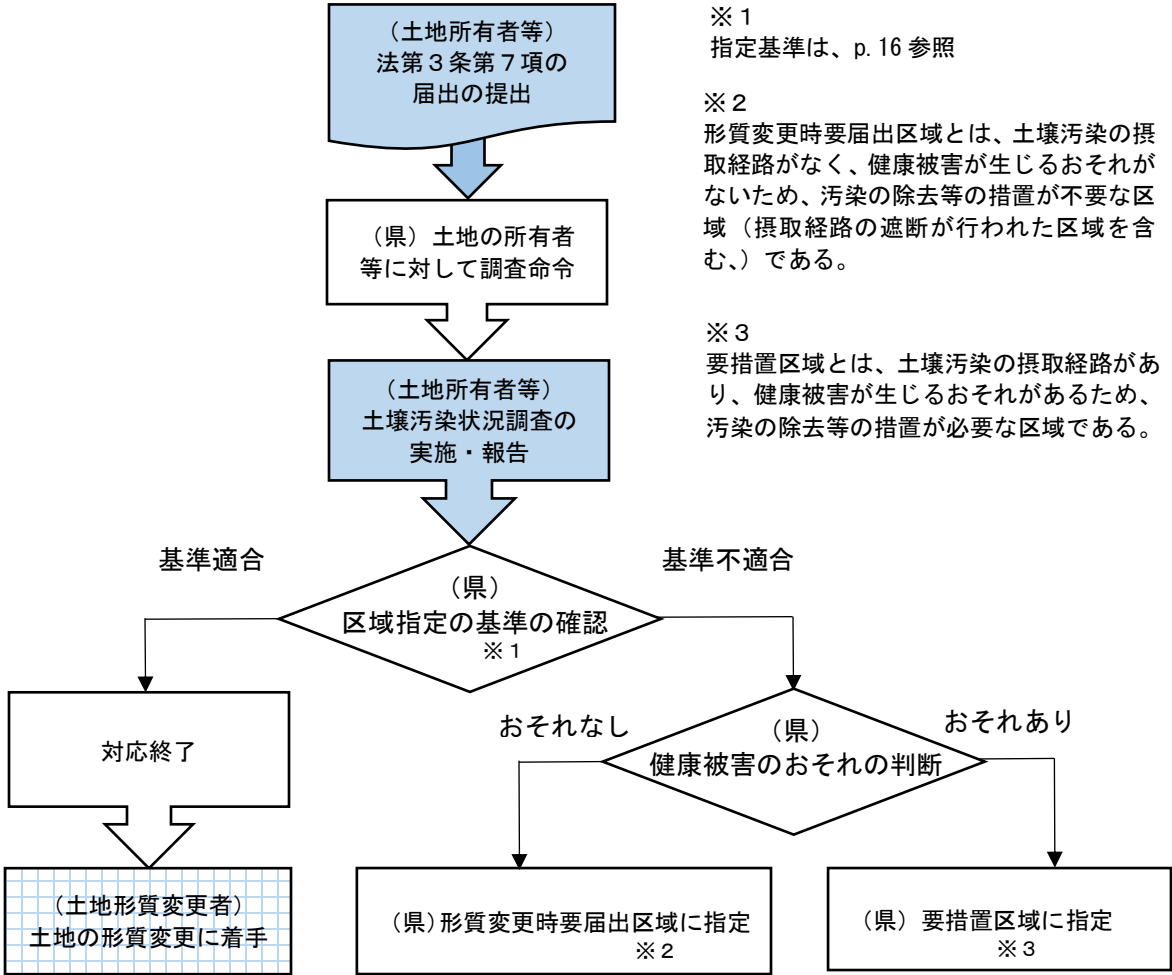 （土地所有者等）
法第３条第７項の
届出の提出
（県）土地の所有者
等に対して調査命令
（土地所有者等）
土壌汚染状況調査の
実施・報告
基準適合
基準不適合
（県）
区域指定の基準の確認
※１
対応終了
おそれなし
おそれあり
（県）
健康被害のおそれの判断
（土地形質変更者）
土地の形質変更に着手
（県）形質変更時要届出区域に指定
※２
（県）要措置区域に指定
※３
※１
指定基準は、p.16 参照
※２
形質変更時要届出区域とは、土壌汚染の摂
取経路がなく、健康被害が生じるおそれが
ないため、汚染の除去等の措置が不要な区
域（摂取経路の遮断が行われた区域を含
む、）である。
※３
要措置区域とは、土壌汚染の摂取経路があ
り、健康被害が生じるおそれがあるため、
汚染の除去等の措置が必要な区域である。